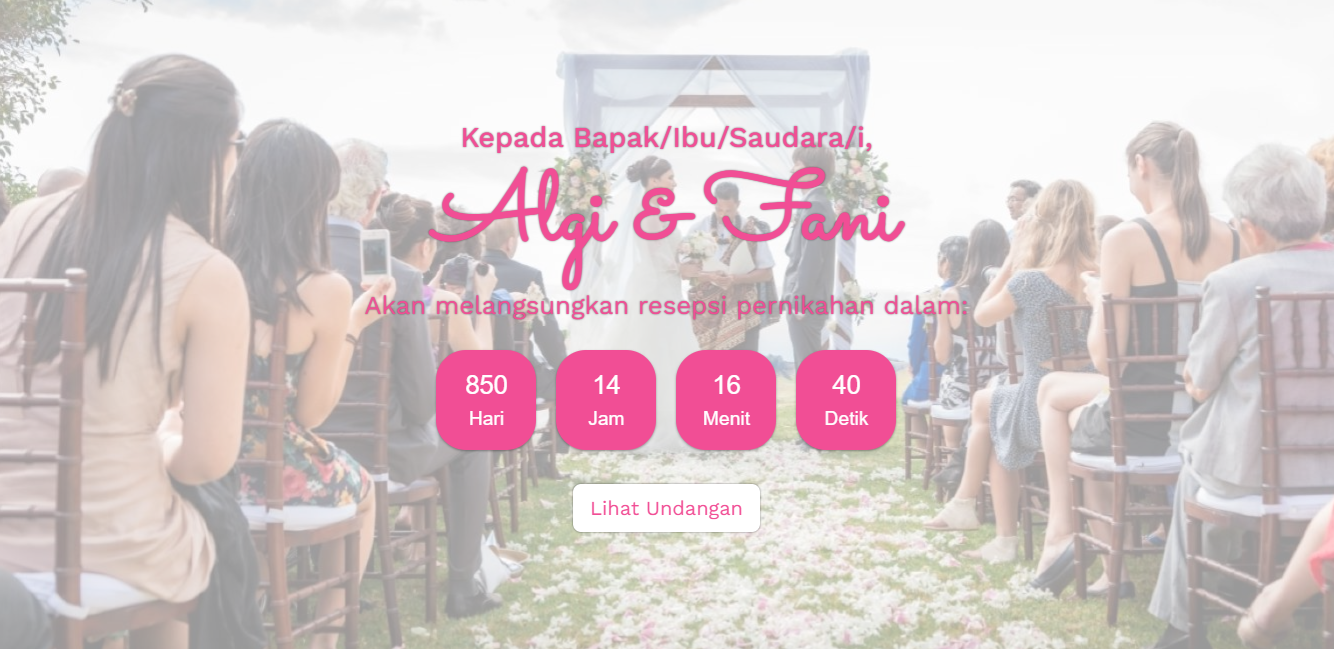 Kepada Bapak/Ibu/Saudara/i,
Algi & Fani
Akan melangsungkan resepsi pernikahan dalam:
850 14 16 40
Hari Jam Menit Detik
Lihat Undangan